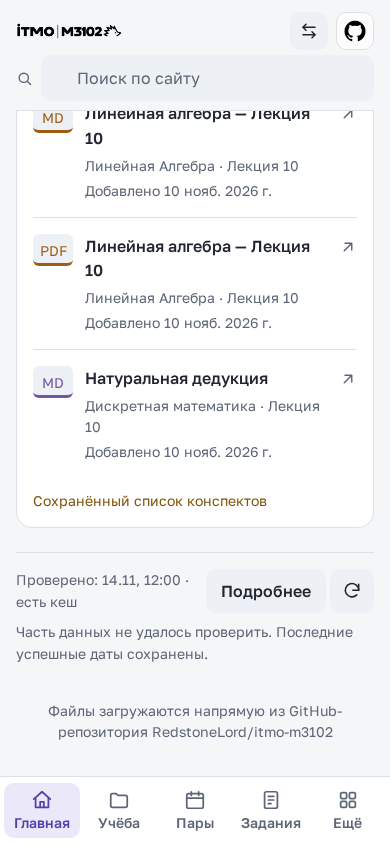 iTMO | M3102
Поиск по сайту
MD
Линейная алгебра — Лекция
10
Линейная Алгебра · Лекция 10
Добавлено 10 нояб. 2026 г.
PDF
Линейная алгебра — Лекция
10
Линейная Алгебра · Лекция 10
Добавлено 10 нояб. 2026 г.
MD
Натуральная дедукция
Дискретная математика · Лекция
10
Добавлено 10 нояб. 2026 г.
Сохранённый список конспектов
Проверено: 14.11, 12:00 ·
есть кеш
Подробнее
Часть данных не удалось проверить. Последние
успешные даты сохранены.
Файлы загружаются напрямую из GitHub-
репозитория RedstoneLord/itmo-m3102
Главная
Учёба
Пары
Задания
Ещё